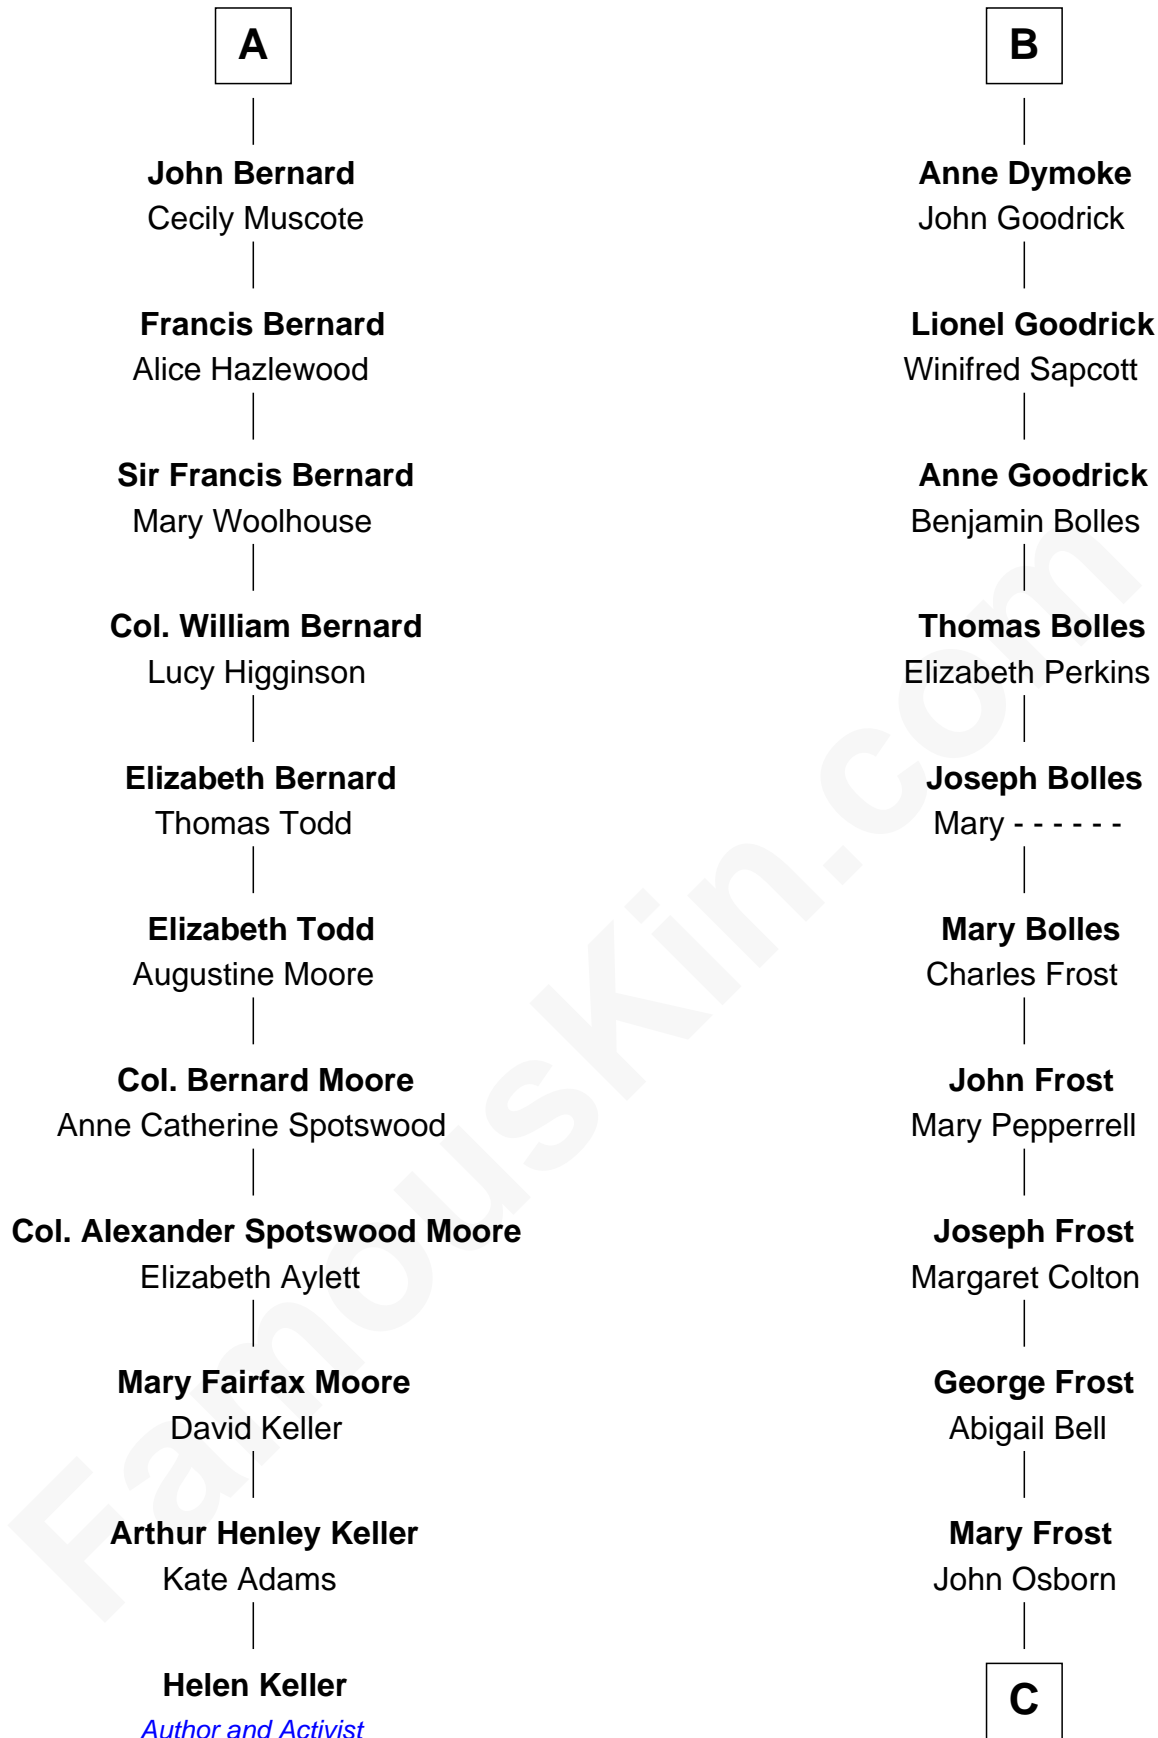 A
John Bernard
Cecily Muscote
Francis Bernard
Alice Hazlewood
Sir Francis Bernard
Mary Woolhouse
Col. William Bernard
Lucy Higginson
Elizabeth Bernard
Thomas Todd
Elizabeth Todd
Augustine Moore
Col. Bernard Moore
Anne Catherine Spotswood
Col. Alexander Spotswood Moore
Elizabeth Aylett
Mary Fairfax Moore
David Keller
Arthur Henley Keller
Kate Adams
Helen Keller
Author and Activist
B
Anne Dymoke
John Goodrick
Lionel Goodrick
Winifred Sapcott
Anne Goodrick
Benjamin Bolles
Thomas Bolles
Elizabeth Perkins
Joseph Bolles
Mary - - - - - -
Mary Bolles
Charles Frost
John Frost
Mary Pepperrell
Joseph Frost
Margaret Colton
George Frost
Abigail Bell
Mary Frost
John Osborn
C
FamousKin.com